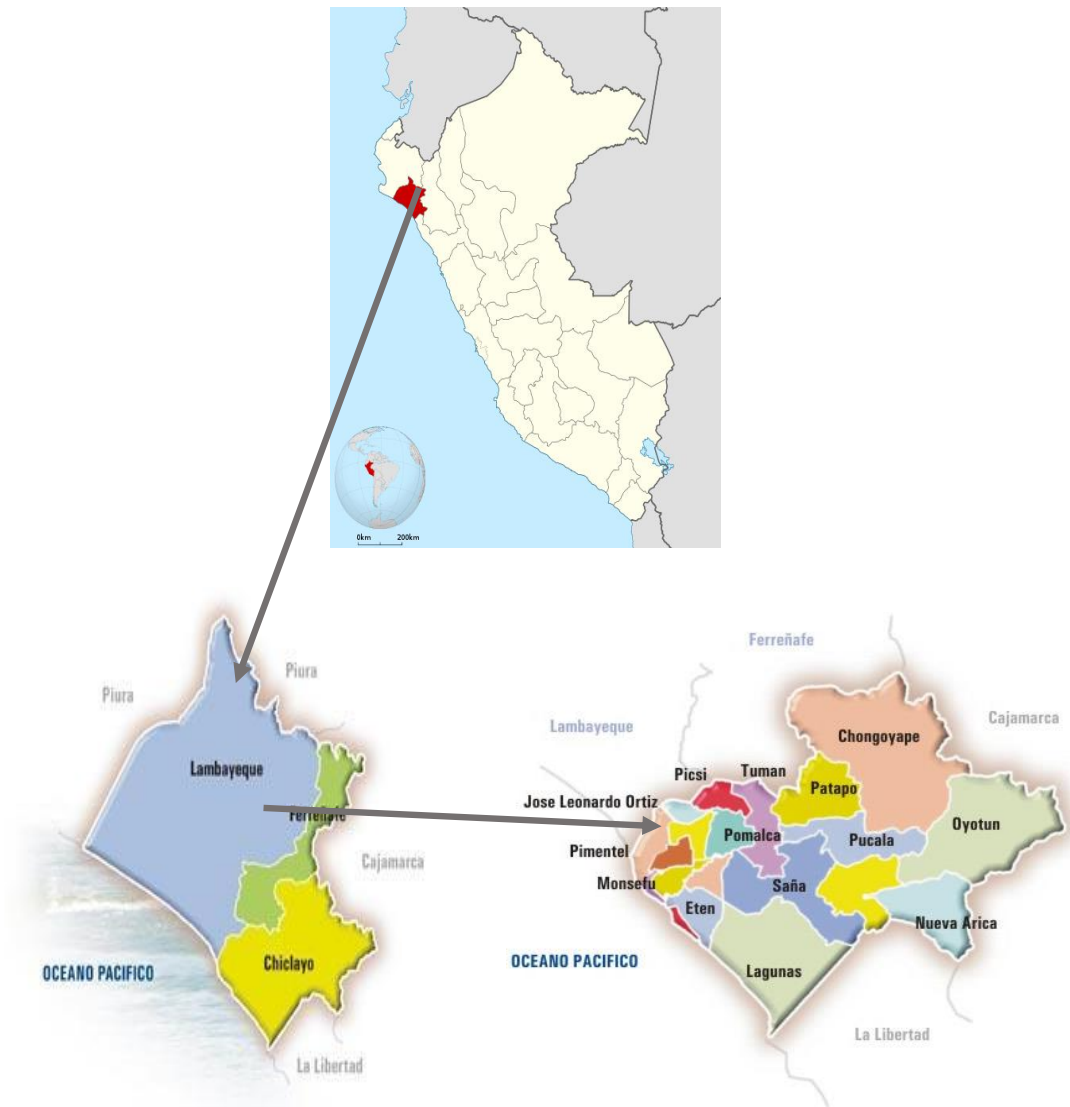 0km 200km
Piura
Piura
Lambayeque
Ferreñafe
Cajamarca
Chiclayo
OCEANO PACIFICO
La Libertad
Ferreñafe
Lambayeque
Cajamarca
Chongoyape
Picsi
Tuman
Patapo
Jose Leonardo Ortiz
Oyotun
Pomalca
Pucala
Pimentel
Monsefu
Saña
Eten
Nueva Arica
OCEANO PACIFICO
Lagunas
La Libertad